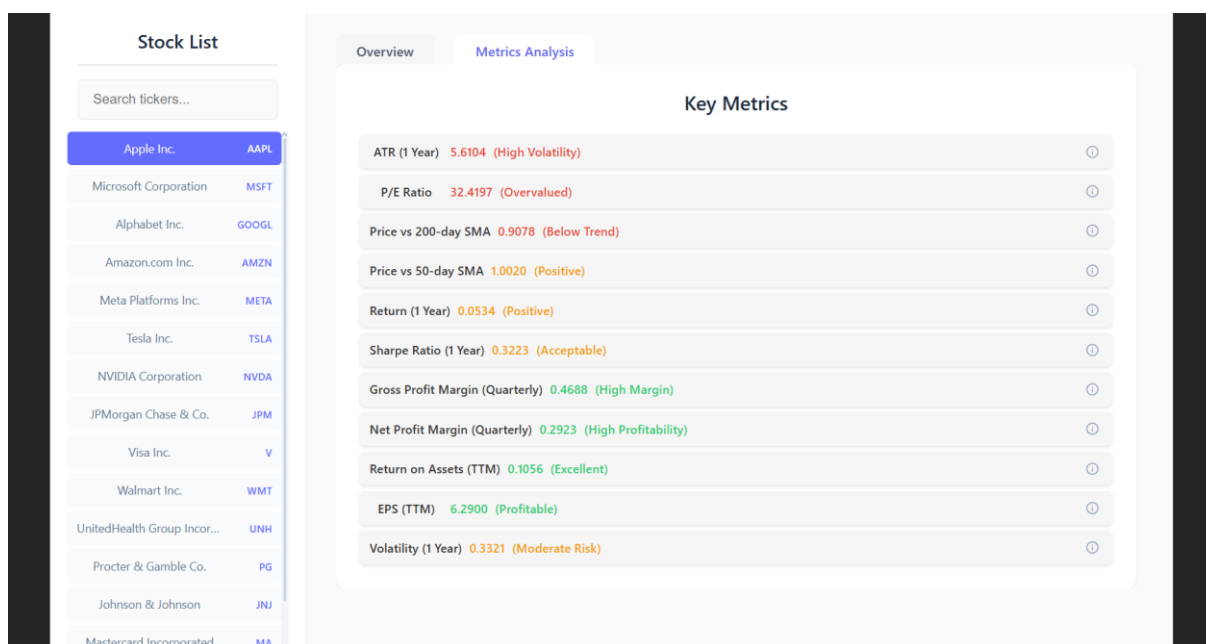 Stock List
Search tickers...
Apple Inc. AAPL
Microsoft Corporation MSFT
Alphabet Inc. GOOGL
Amazon.com Inc. AMZN
Meta Platforms Inc. META
Tesla Inc. TSLA
NVIDIA Corporation NVDA
JPMorgan Chase & Co. JPM
Visa Inc. V
Walmart Inc. WMT
UnitedHealth Group Incor... UNH
Procter & Gamble Co. PG
Johnson & Johnson JNJ
Mastercard Incorporated MA
Overview
Metrics Analysis
Key Metrics
ATR (1 Year) 5.6104 (High Volatility)
P/E Ratio 32.4197 (Overvalued)
Price vs 200-day SMA 0.9078 (Below Trend)
Price vs 50-day SMA 1.0020 (Positive)
Return (1 Year) 0.0534 (Positive)
Sharpe Ratio (1 Year) 0.3223 (Acceptable)
Gross Profit Margin (Quarterly) 0.4688 (High Margin)
Net Profit Margin (Quarterly) 0.2923 (High Profitability)
Return on Assets (TTM) 0.1056 (Excellent)
EPS (TTM) 6.2900 (Profitable)
Volatility (1 Year) 0.3321 (Moderate Risk)